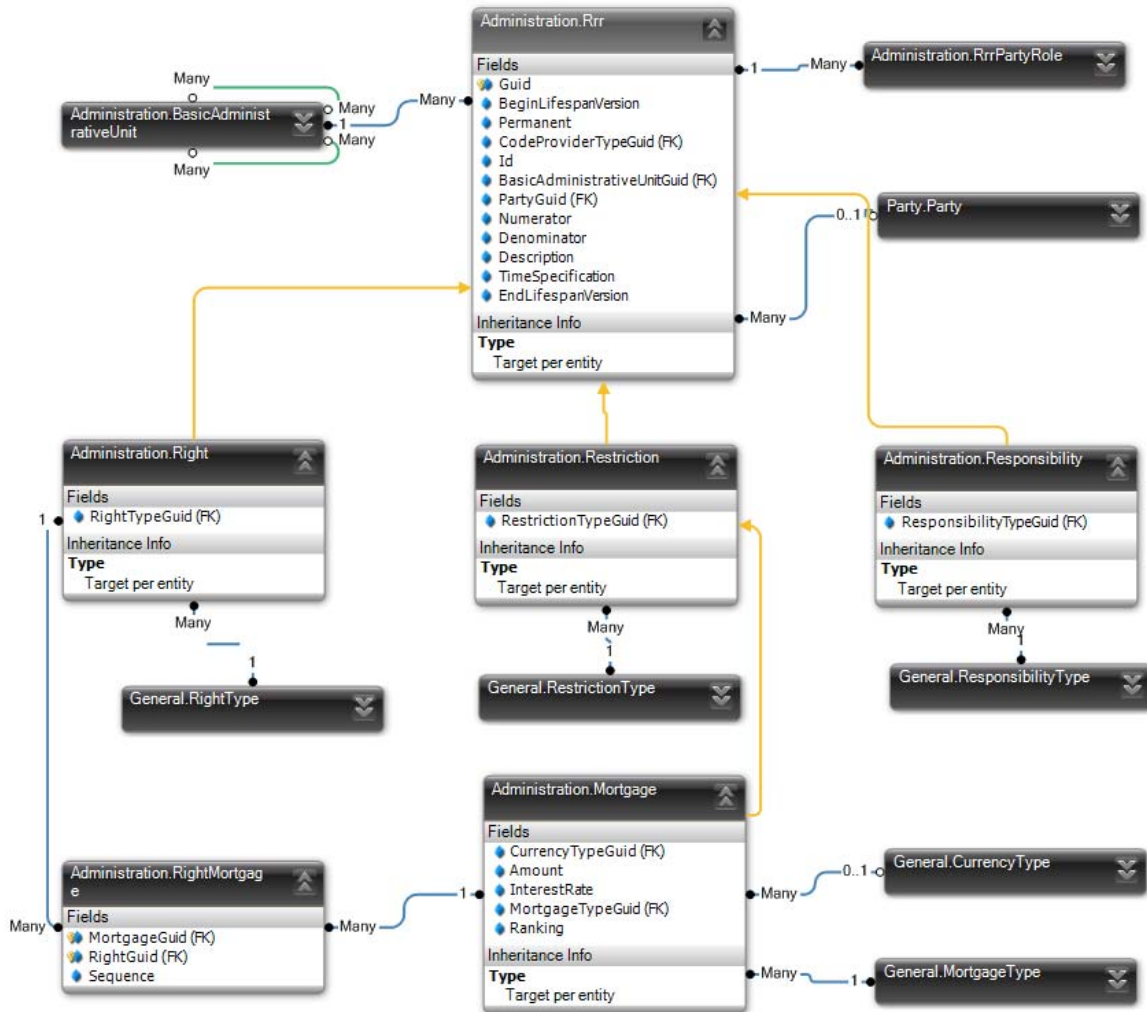 Administration.Rrr
Fields
Guid
BeginLifespanVersion
Permanent
CodeProviderTypeGuid (FK)
Id
BasicAdministrativeUnitGuid (FK)
PartyGuid (FK)
Numerator
Denominator
Description
TimeSpecification
EndLifespanVersion
Inheritance Info
Type
Target per entity
1
Many
Administration.RrrPartyRole
Many
Many
Administration.BasicAdminist
rativeUnit
1
Many
Many
Many
0..1
Party.Party
Many
Administration.Right
Fields
RightTypeGuid (FK)
Inheritance Info
Type
Target per entity
1
Many
1
General.RightType
Administration.Restriction
Fields
RestrictionTypeGuid (FK)
Inheritance Info
Type
Target per entity
Many
1
General.RestrictionType
Administration.Responsibility
Fields
ResponsibilityTypeGuid (FK)
Inheritance Info
Type
Target per entity
Many
1
General.ResponsibilityType
Administration.RightMortgag
e
Fields
MortgageGuid (FK)
RightGuid (FK)
Sequence
Many
Many
1
Administration.Mortgage
Fields
CurrencyTypeGuid (FK)
Amount
InterestRate
MortgageTypeGuid (FK)
Ranking
Inheritance Info
Type
Target per entity
Many
0..1
General.CurrencyType
Many
1
General.MortgageType